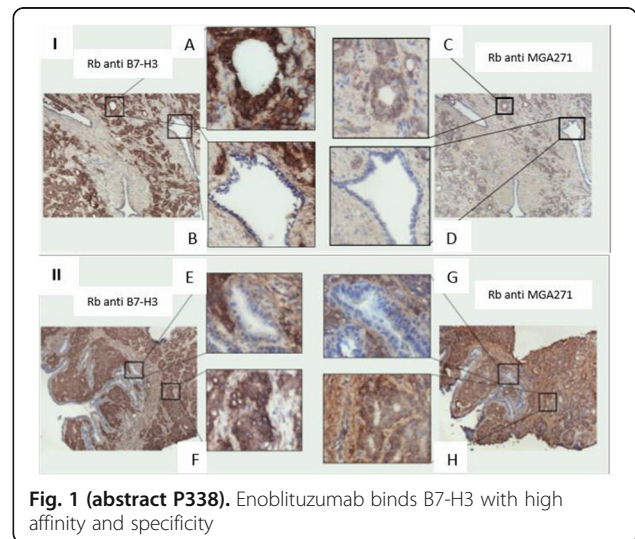 I
A
C
Rb anti B7-H3
Rb anti MGA271
B
D
II
E
G
Rb anti B7-H3
Rb anti MGA271
F
H
Fig. 1 (abstract P338). Enoblituzumab binds B7-H3 with high
affinity and specificity